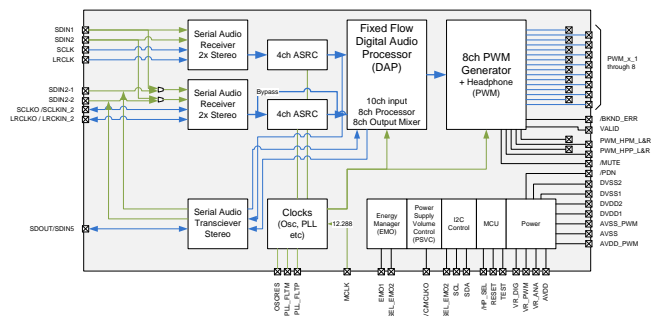 SDIN1
SDIN2
SCLK
LRCLK
SDIN2-1
SDIN2-2
SCLKO /SCLKIN_2
LRCLKO / LRCKIN_2
SDOUT/SDIN5
Serial Audio
Receiver
2x Stereo
Serial Audio
Receiver
2x Stereo
Serial Audio
Transciever
Stereo
4ch ASRC
Bypass
4ch ASRC
Clocks
(Osc, PLL
etc)
12.288
Fixed Flow
Digital Audio
Processor
(DAP)
10ch input
8ch Processor
8ch Output Mixer
8ch PWM
Generator
+ Headphone
(PWM)
Energy
Manager
(EMO)
Power
Supply
Volume
Control
(PSVC)
I2C
Control
MCU
Power
PWM_x_1
through 8
/BKND_ERR
VALID
PWM_HPM_L&R
PWM_HPP_L&R
/MUTE
/PDN
DVSS2
DVSS1
DVDD2
DVDD1
AVSS_PWM
AVSS
AVDD_PWM
OSCRES
PLL_FLTM
PLL_FLTP
MCLK
EMO1
SEL_EMO2
/C/MCLKO
SEL_EMO2
SCL
SDA
/HP_SEL
RESET
TEST
VR_DIG
VR_PWM
VR_ANA
AVDD